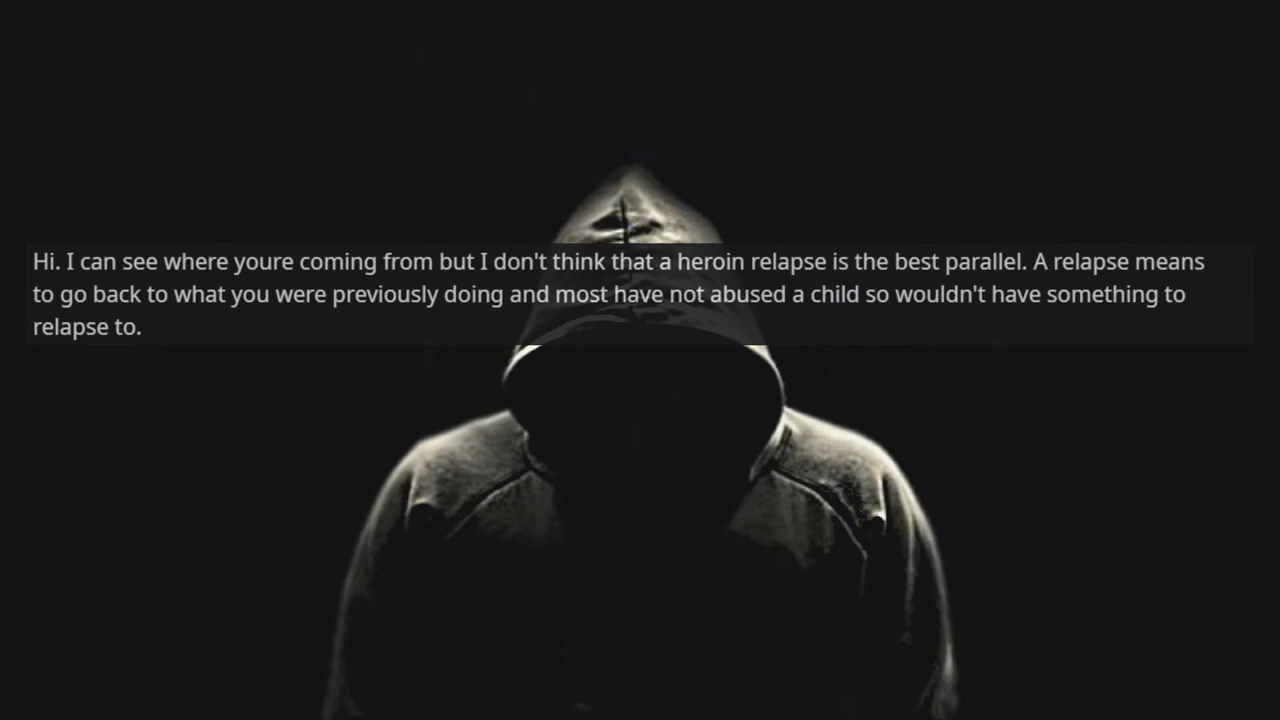 Hi. I can see where youre coming from but I don't think that a heroin relapse is the best parallel. A relapse means
to go back to what you were previously doing and most have not abused a child so wouldn't have something to
relapse to.